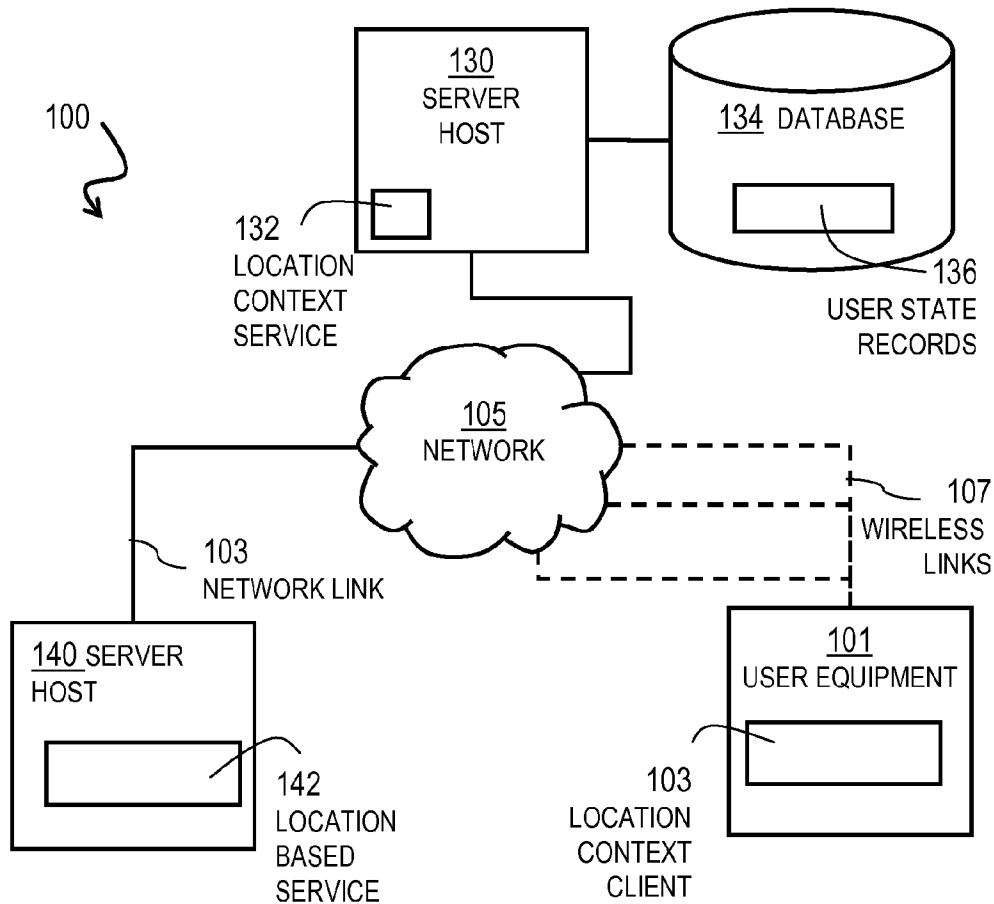 130
SERVER
HOST
134 DATABASE
100
132
LOCATION
CONTEXT
SERVICE
136
USER STATE
RECORDS
105
NETWORK
107
WIRELESS
LINKS
103
NETWORK LINK
140 SERVER
HOST
101
USER EQUIPMENT
142
LOCATION
BASED
SERVICE
103
LOCATION
CONTEXT
CLIENT